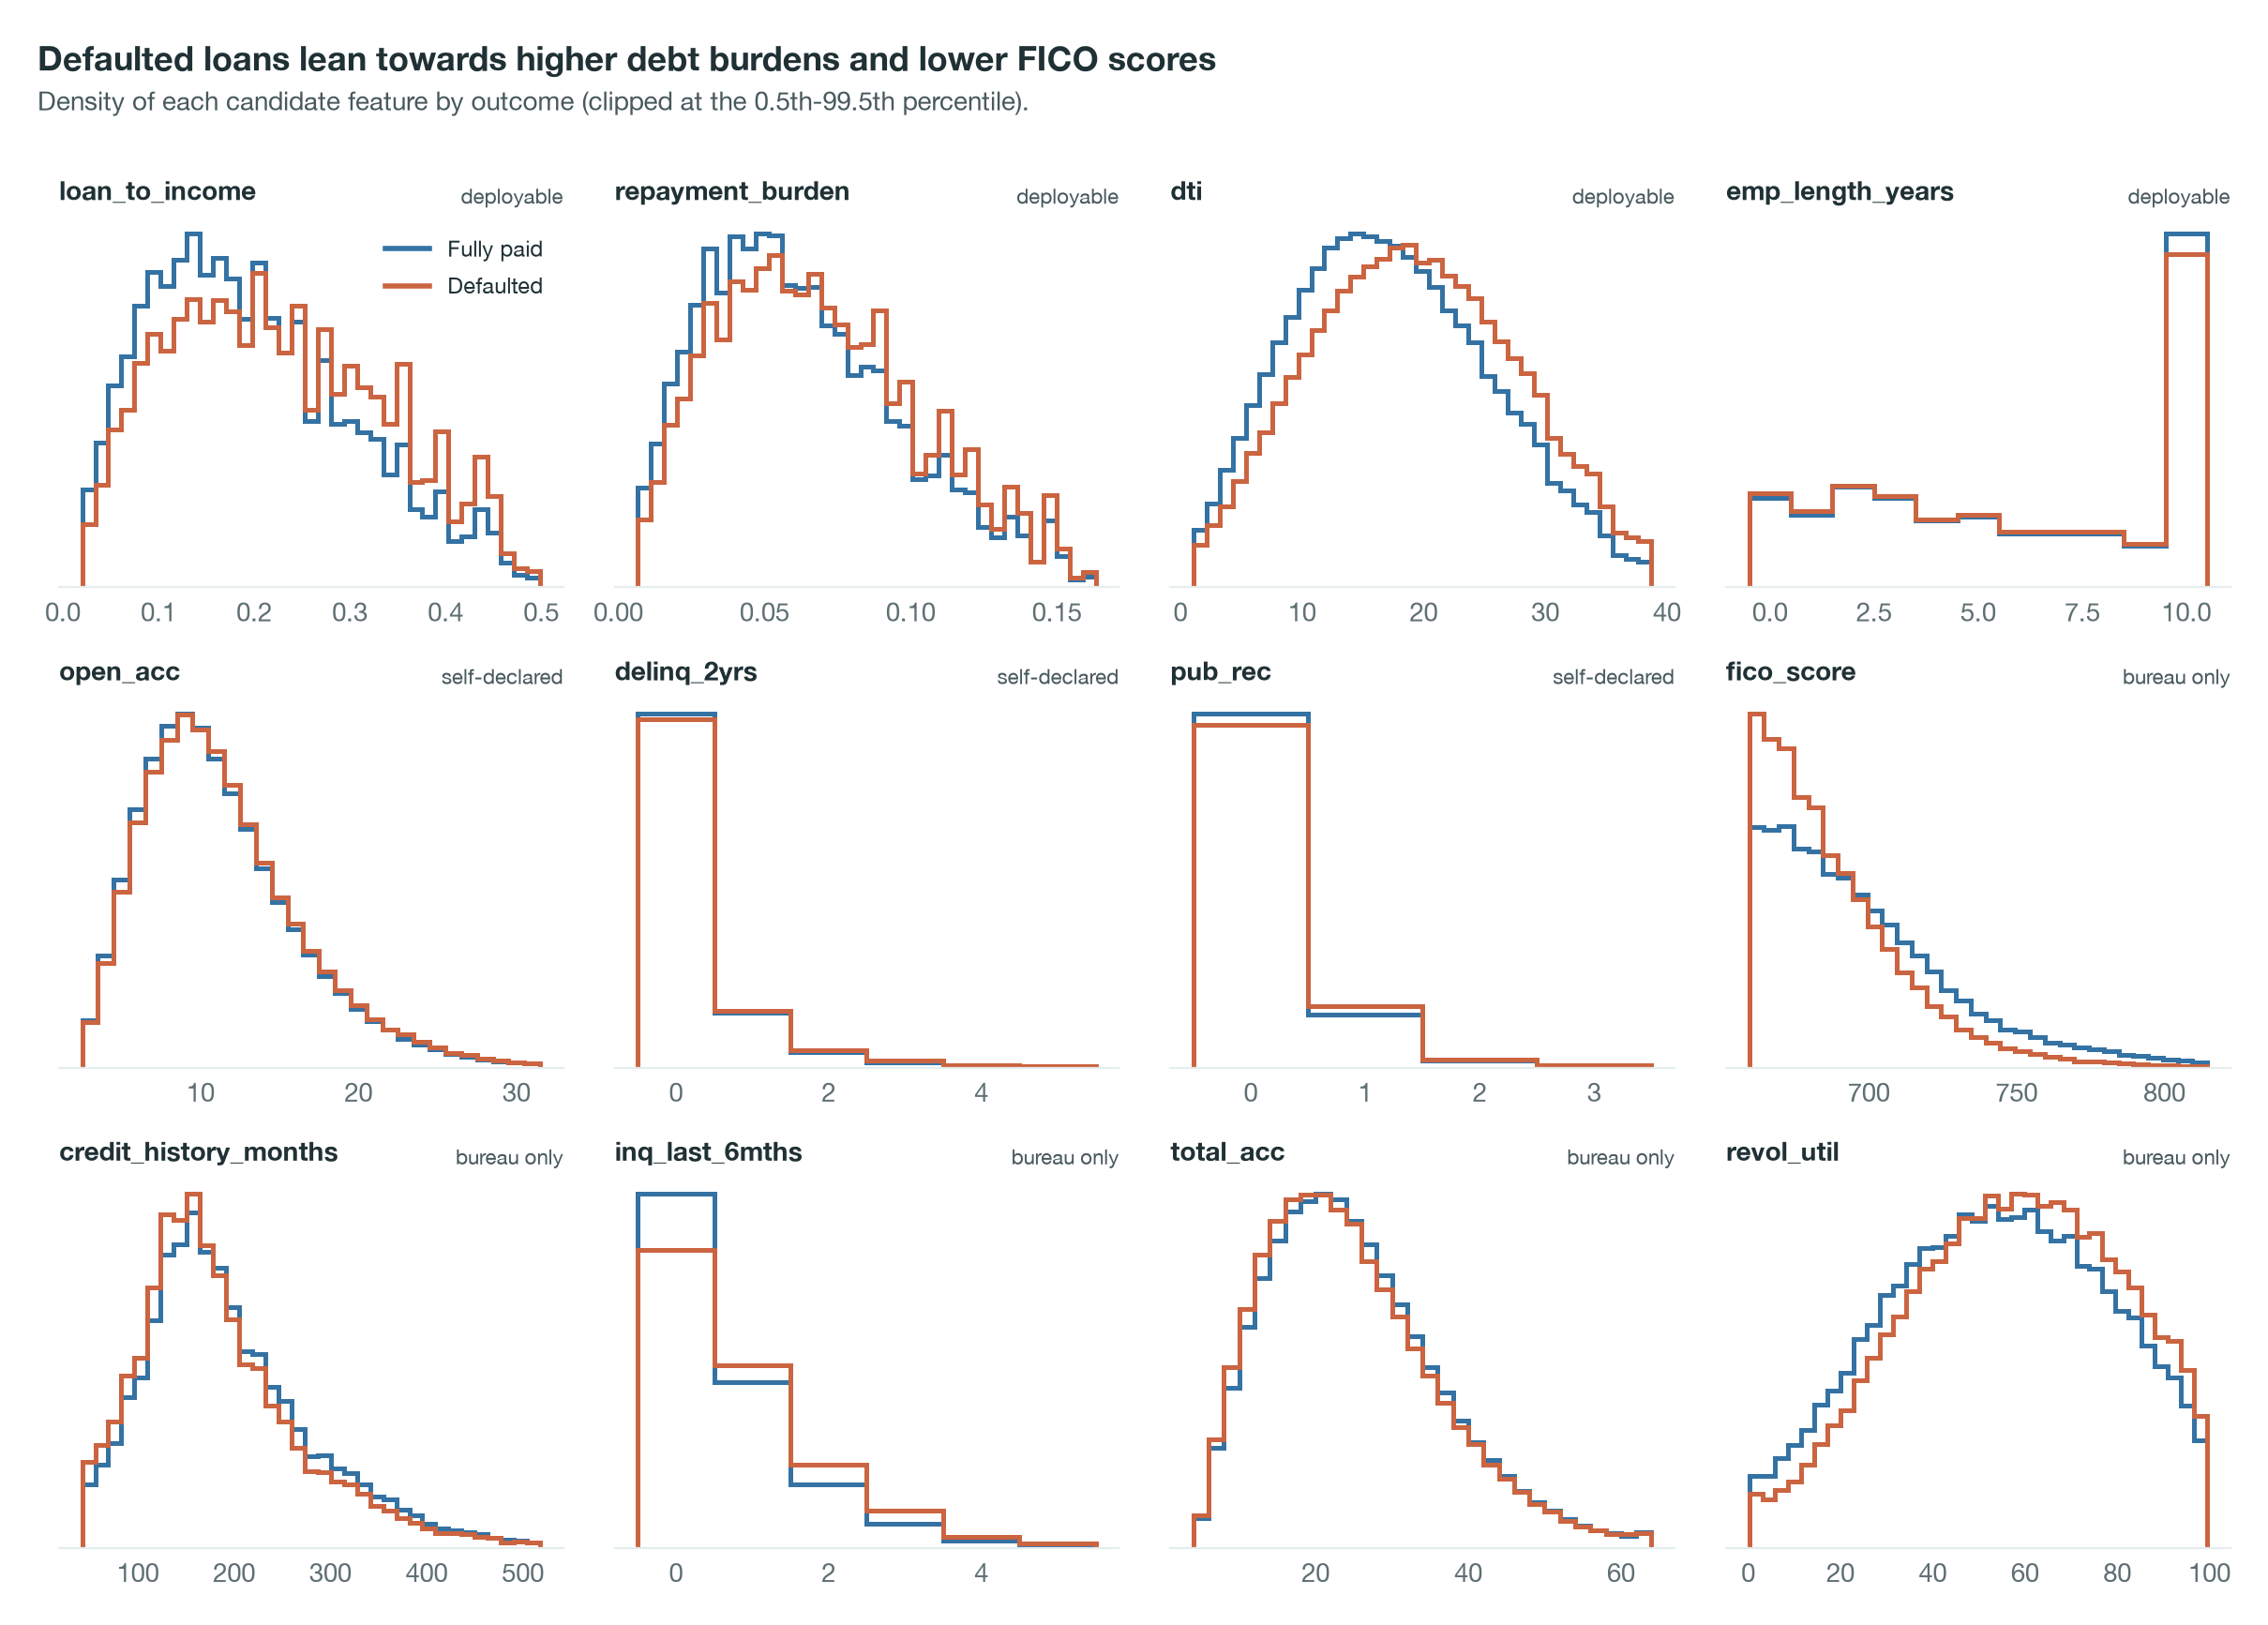 Defaulted loans lean towards higher debt burdens and lower FICO scores
Density of each candidate feature by outcome (clipped at the 0.5th-99.5th percentile).
loan_to_income deployable
Fully paid
Defaulted
0.0 0.1 0.2 0.3 0.4 0.5
repayment_burden deployable
0.00 0.05 0.10 0.15
dti deployable
0 10 20 30 40
emp_length_years deployable
0.0 2.5 5.0 7.5 10.0
open_acc self-declared
10 20 30
delinq_2yrs self-declared
0 2 4
pub_rec self-declared
0 1 2 3
fico_score bureau only
700 750 800
credit_history_months bureau only
100 200 300 400 500
inq_last_6mths bureau only
0 2 4
total_acc bureau only
20 40 60
revol_util bureau only
0 20 40 60 80 100